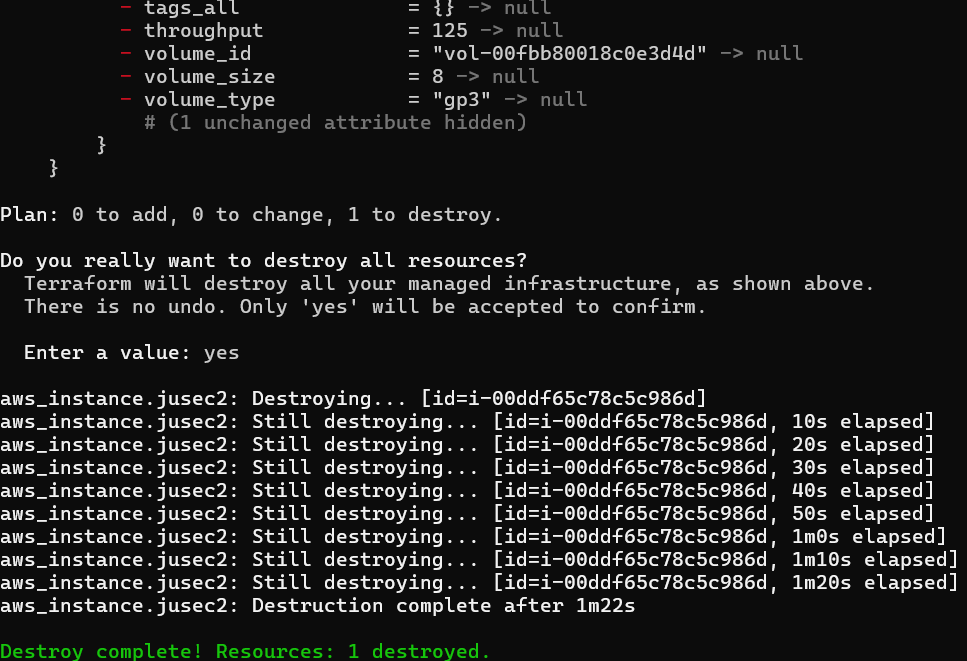 - tags_all              = {} -> null
- throughput            = 125 -> null
- volume_id             = "vol-00fbb80018c0e3d4d" -> null
- volume_size           = 8 -> null
- volume_type           = "gp3" -> null
# (1 unchanged attribute hidden)
}
}
Plan: 0 to add, 0 to change, 1 to destroy.
Do you really want to destroy all resources?
Terraform will destroy all your managed infrastructure, as shown above.
There is no undo. Only 'yes' will be accepted to confirm.
Enter a value: yes
aws_instance.jusec2: Destroying... [id=i-00ddf65c78c5c986d]
aws_instance.jusec2: Still destroying... [id=i-00ddf65c78c5c986d, 10s elapsed]
aws_instance.jusec2: Still destroying... [id=i-00ddf65c78c5c986d, 20s elapsed]
aws_instance.jusec2: Still destroying... [id=i-00ddf65c78c5c986d, 30s elapsed]
aws_instance.jusec2: Still destroying... [id=i-00ddf65c78c5c986d, 40s elapsed]
aws_instance.jusec2: Still destroying... [id=i-00ddf65c78c5c986d, 50s elapsed]
aws_instance.jusec2: Still destroying... [id=i-00ddf65c78c5c986d, 1m0s elapsed]
aws_instance.jusec2: Still destroying... [id=i-00ddf65c78c5c986d, 1m10s elapsed]
aws_instance.jusec2: Still destroying... [id=i-00ddf65c78c5c986d, 1m20s elapsed]
aws_instance.jusec2: Destruction complete after 1m22s
Destroy complete! Resources: 1 destroyed.